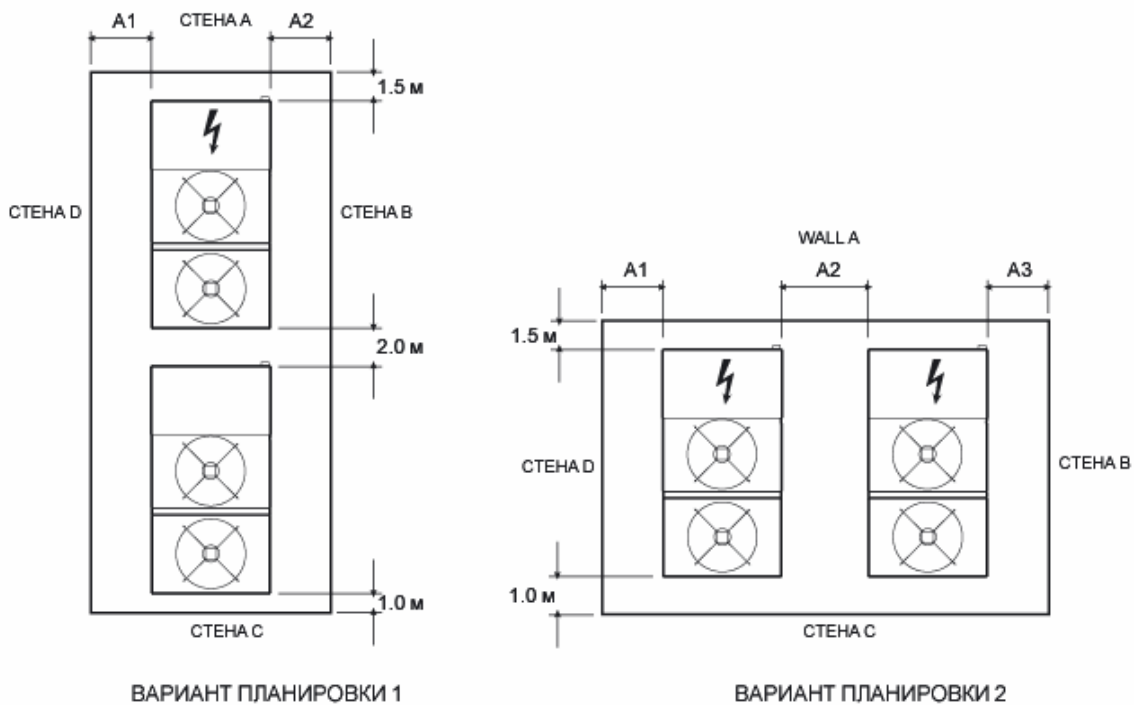 A1
СТЕНА A
A2
1.5 м
СТЕНА D
СТЕНА B
2.0 м
1.0 м
СТЕНА C
ВАРИАНТ ПЛАНИРОВКИ 1
WALL A
A1
A2
A3
1.5 м
СТЕНА D
СТЕНА B
1.0 м
СТЕНА C
ВАРИАНТ ПЛАНИРОВКИ 2